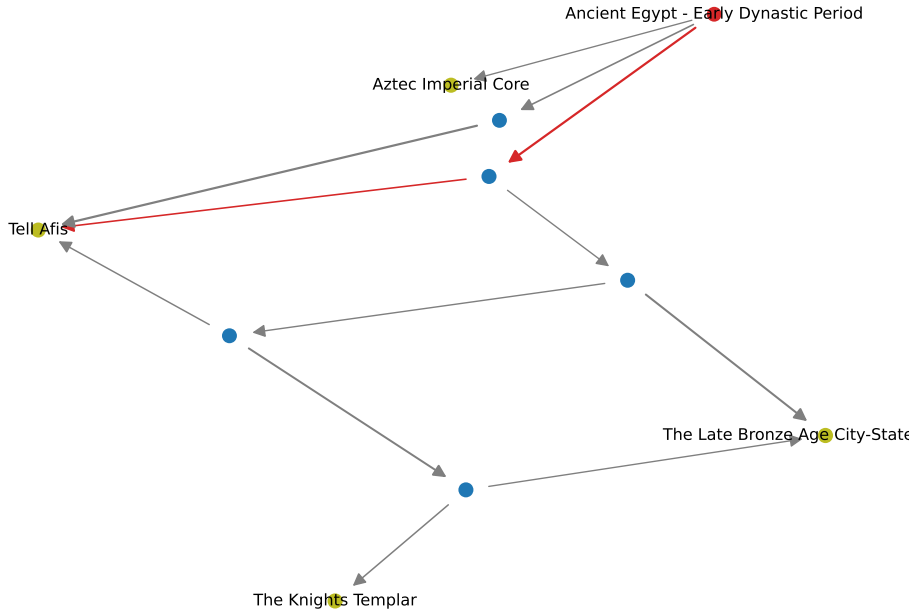 Ancient Egypt - Early Dynastic Period
Aztec Imperial Core
Tell Afis
The Late Bronze Age City-State
The Knights Templar